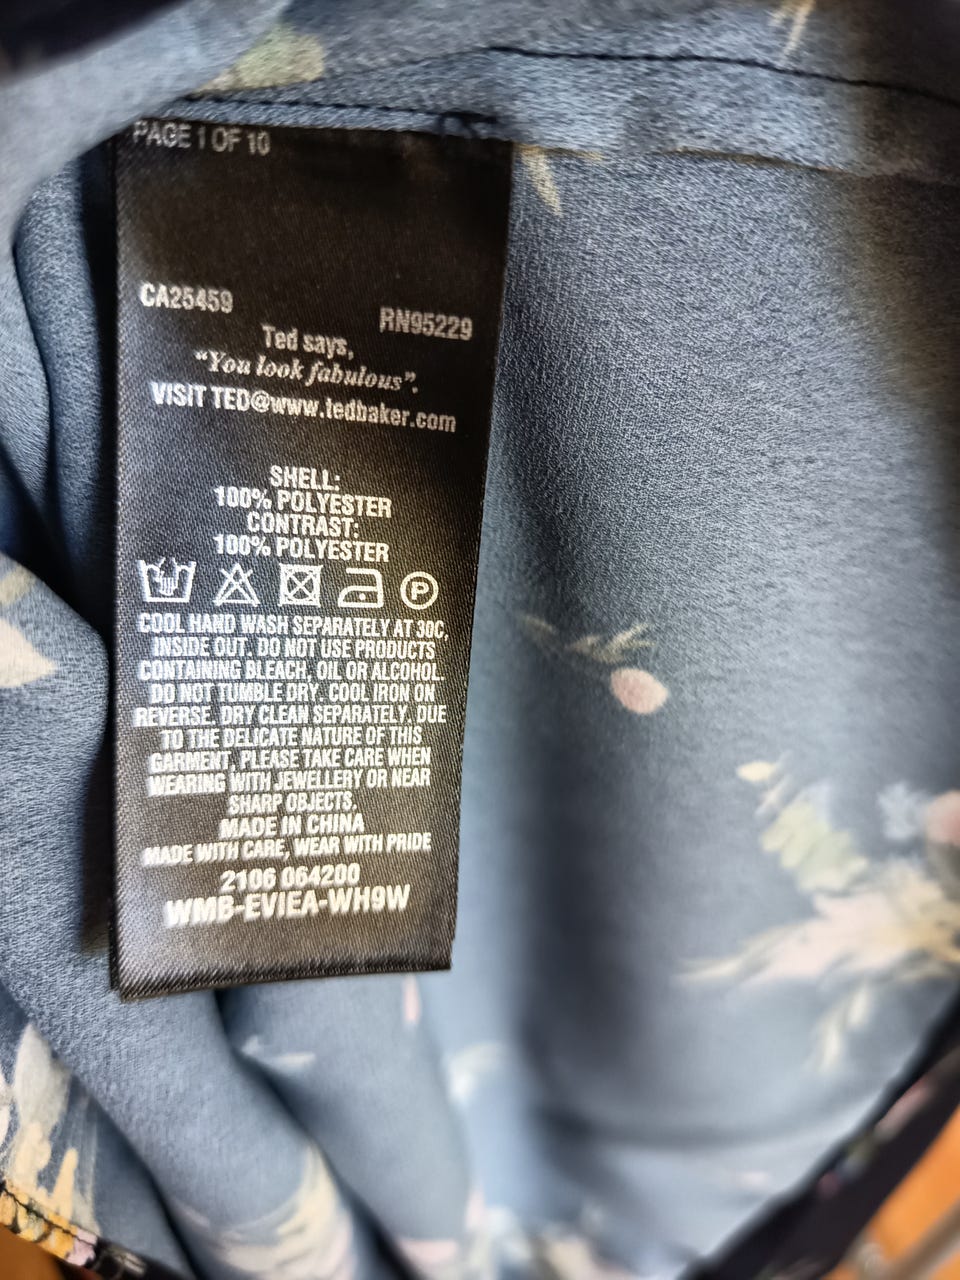 PAGE 1 OF 10
CA25459
RN95229
Ted says,
“You look fabulous”.
VISIT TED@www.tedbaker.com
SHELL:
100% POLYESTER
CONTRAST:
100% POLYESTER
P
COOL HAND WASH SEPARATELY AT 30C,
INSIDE OUT. DO NOT USE PRODUCTS
CONTAINING BLEACH, OIL OR ALCOHOL.
DO NOT TUMBLE DRY. COOL IRON ON
REVERSE. DRY CLEAN SEPARATELY. DUE
TO THE DELICATE NATURE OF THIS
GARMENT, PLEASE TAKE CARE WHEN
WEARING WITH JEWELLERY OR NEAR
SHARP OBJECTS.
MADE IN CHINA
MADE WITH CARE, WEAR WITH PRIDE
2106 064200
WMB-EVIEA-WH9W